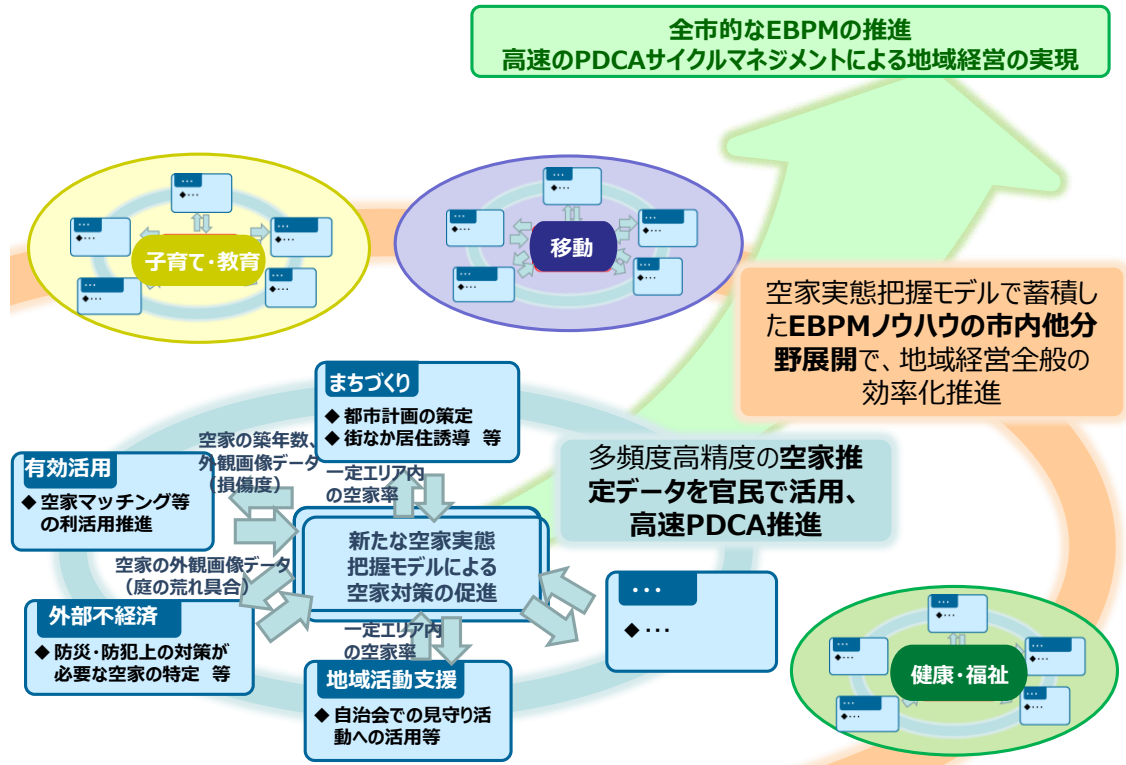 全市的なEBPMの推進
高速のPDCAサイクルマネジメントによる地域経営の実現
…
◆…
…
◆…
…
◆…
…
◆…
…
◆…
子育て・教育
…
◆…
…
◆…
…
◆…
…
◆…
…
◆…
移動
空家実態把握モデルで蓄積し
たEBPMノウハウの市内他分
野展開で、地域経営全般の
効率化推進
まちづくり
◆ 都市計画の策定
◆ 街なか居住誘導 等
空家の築年数、
外観画像データ
（損傷度）
一定エリア内
の空家率
有効活用
◆ 空家マッチング等
の利活用推進
多頻度高精度の空家推
定データを官民で活用、
高速PDCA推進
新たな空家実態
把握モデルによる
空家対策の促進
空家の外観画像データ
（庭の荒れ具合）
外部不経済
◆ 防災・防犯上の対策が
必要な空家の特定 等
一定エリア内
の空家率
地域活動支援
◆ 自治会での見守り活
動への活用等
…
◆ …
…
◆…
…
◆…
…
◆…
…
◆…
…
◆…
健康・福祉